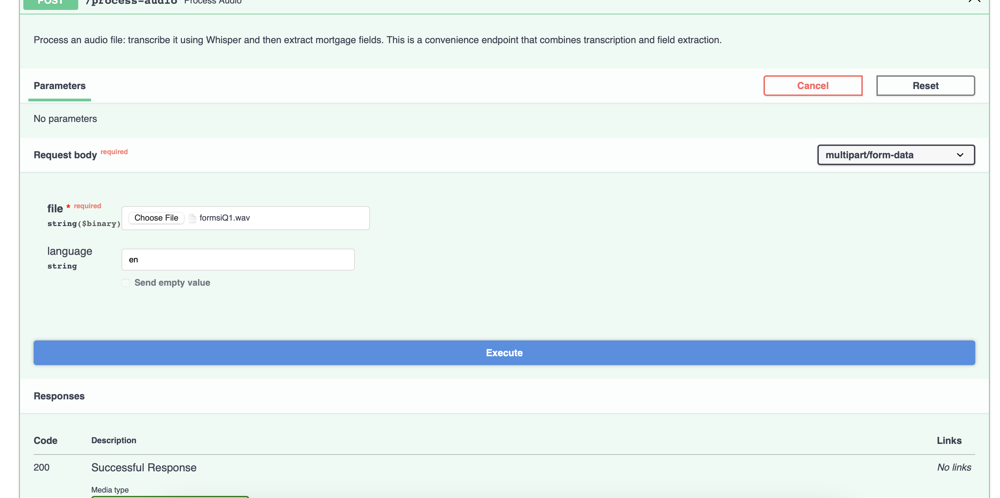 POST /process-audio Process Audio
Process an audio file: transcribe it using Whisper and then extract mortgage fields. This is a convenience endpoint that combines transcription and field extraction.
Parameters
Cancel
Reset
No parameters
Request body required
multipart/form-data
file * required
string($binary)
Choose File formsiQ1.wav
language
string
en
Send empty value
Execute
Responses
Code Description Links
200 Successful Response No links
Media type